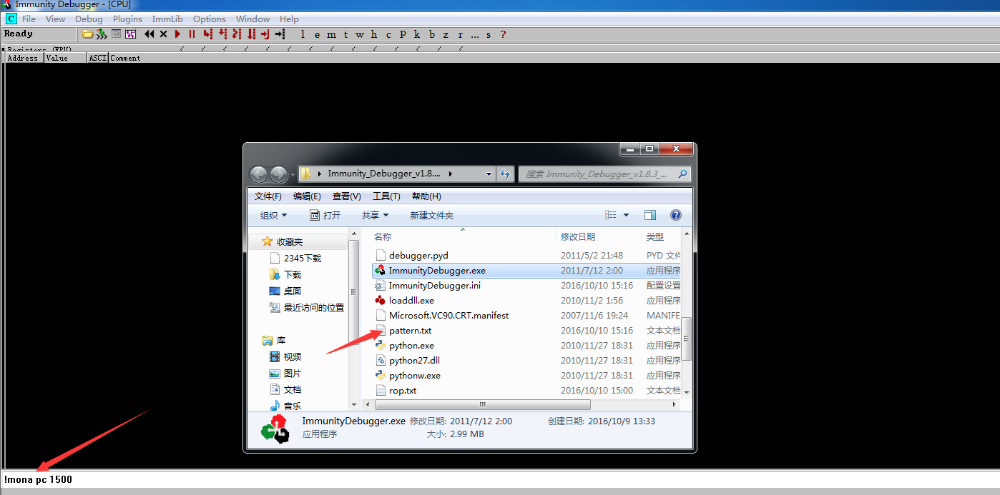 Immunity Debugger - [CPU]
C File View Debug Plugins ImmLib Options Window Help
Ready l e m t w h c P k b z r ... s ?
Registers (FPU) < < < < < < < < < < < < < <
Address Value ASCII Comment
Immunity_Debugger_v1.8.... 搜索 Immunity_Debugger_v1.8.3_...
文件(F) 编辑(E) 查看(V) 工具(T) 帮助(H)
组织 打开 共享 新建文件夹
收藏夹
2345下载
下载
桌面
最近访问的位置
库
视频
图片
文档
音乐
名称 修改日期 类型
debugger.pyd 2011/5/2 21:48 PYD 文件
ImmunityDebugger.exe 2011/7/12 2:00 应用程序
ImmunityDebugger.ini 2016/10/10 15:16 配置设置
loaddll.exe 2010/11/2 1:56 应用程序
Microsoft.VC90.CRT.manifest 2007/11/6 19:24 MANIFE
pattern.txt 2016/10/10 15:16 文本文档
python.exe 2010/11/27 18:31 应用程序
python27.dll 2010/11/27 18:31 应用程序
pythonw.exe 2010/11/27 18:31 应用程序
rop.txt 2016/10/10 15:00 文本文档
ImmunityDebugger.exe 修改日期: 2011/7/12 2:00 创建日期: 2016/10/9 13:33
应用程序 大小: 2.99 MB
!mona pc 1500